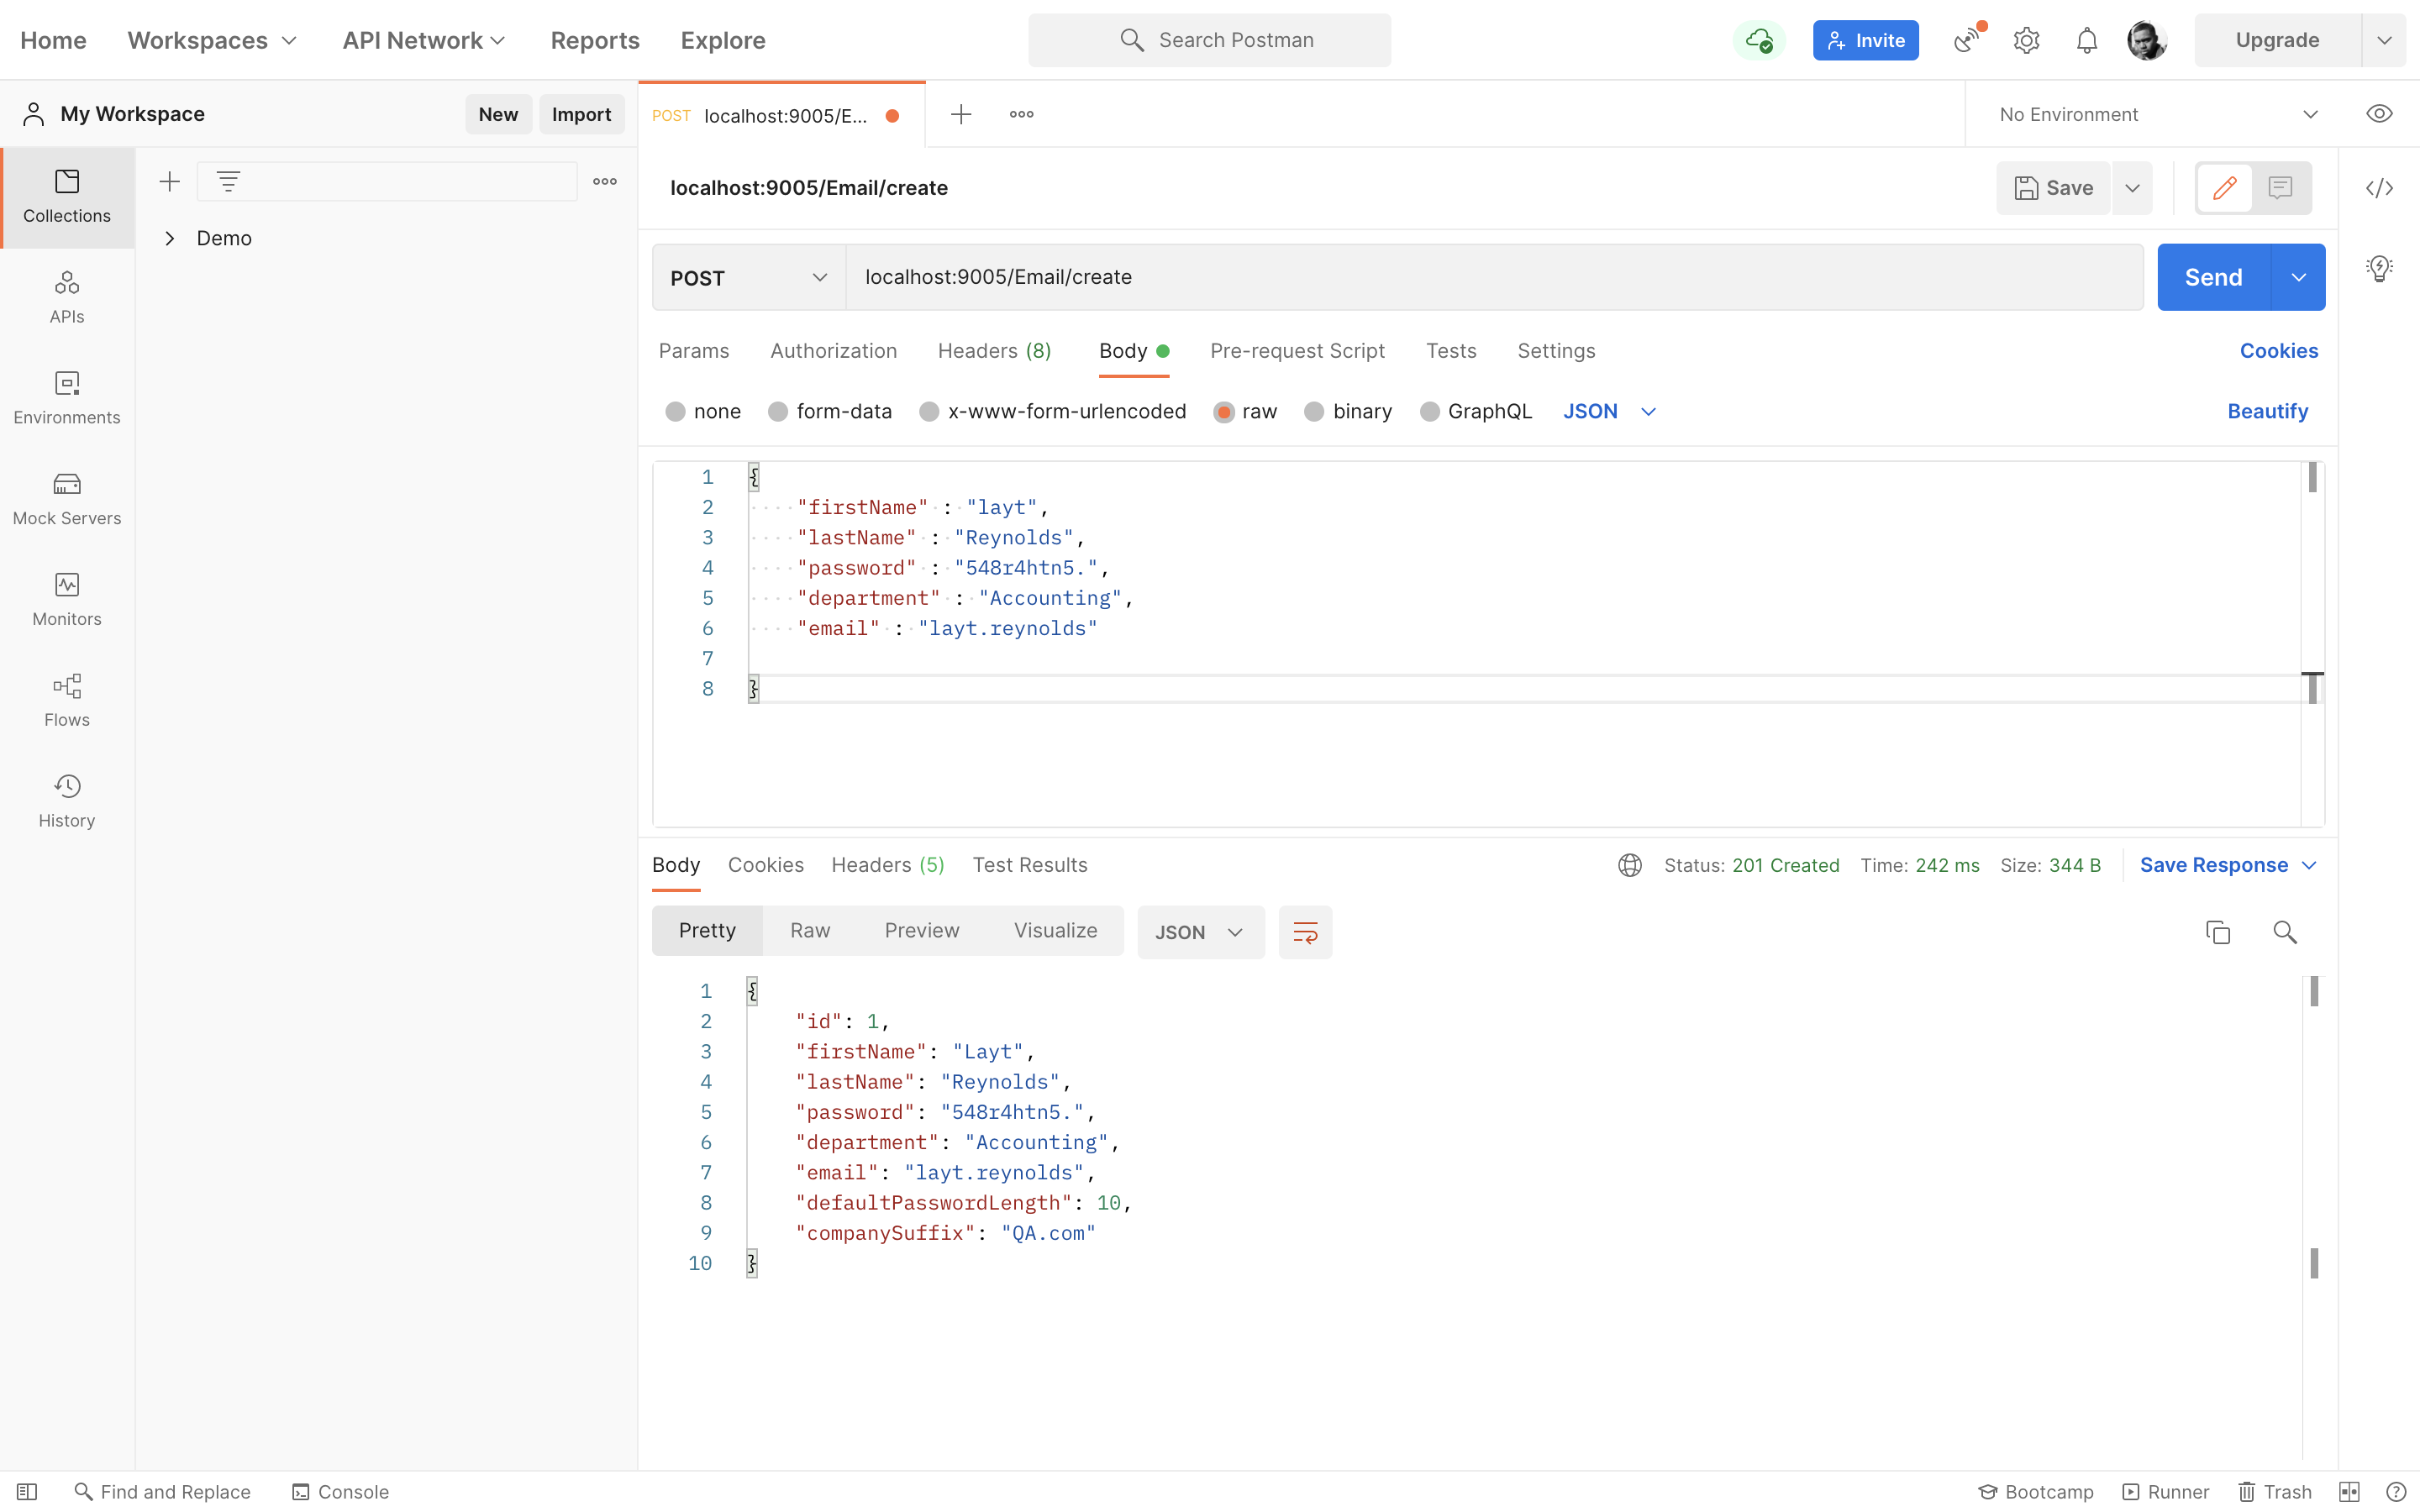 Home Workspaces API Network Reports Explore Search Postman Invite Upgrade
My Workspace New Import POST localhost:9005/E... No Environment
Collections
Demo
APIs
Environments
Mock Servers
Monitors
Flows
History
localhost:9005/Email/create Save
POST localhost:9005/Email/create Send
Params Authorization Headers (8) Body Pre-request Script Tests Settings Cookies
none form-data x-www-form-urlencoded raw binary GraphQL JSON Beautify
1 {
2 "firstName" : "layt",
3 "lastName" : "Reynolds",
4 "password" : "548r4htn5.",
5 "department" : "Accounting",
6 "email" : "layt.reynolds"
7
8 }
Body Cookies Headers (5) Test Results Status: 201 Created Time: 242 ms Size: 344 B Save Response
Pretty Raw Preview Visualize JSON
1 {
2 "id": 1,
3 "firstName": "Layt",
4 "lastName": "Reynolds",
5 "password": "548r4htn5.",
6 "department": "Accounting",
7 "email": "layt.reynolds",
8 "defaultPasswordLength": 10,
9 "companySuffix": "QA.com"
10 }
Find and Replace Console Bootcamp Runner Trash